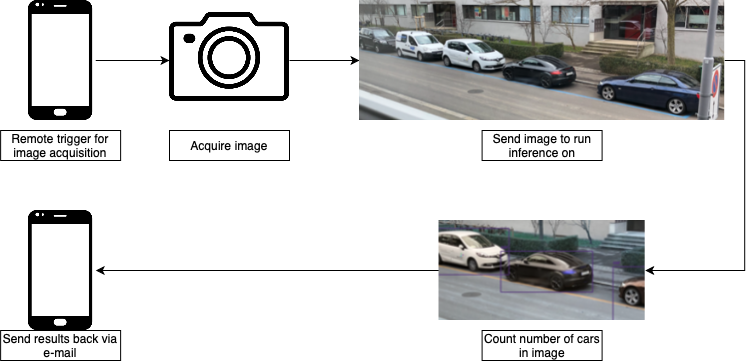 Remote trigger for
image acquisition
Acquire image
Send image to run
inference on
Send results back via
e-mail
Count number of cars
in image